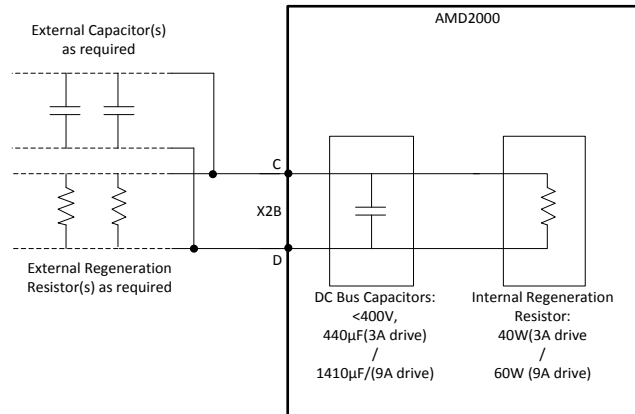 AMD2000
External Capacitor(s)
as required
C
X2B
D
External Regeneration
Resistor(s) as required
DC Bus Capacitors:
<400V,
440µF(3A drive)
/
1410µF/(9A drive)
Internal Regeneration
Resistor:
40W(3A drive
/
60W (9A drive)